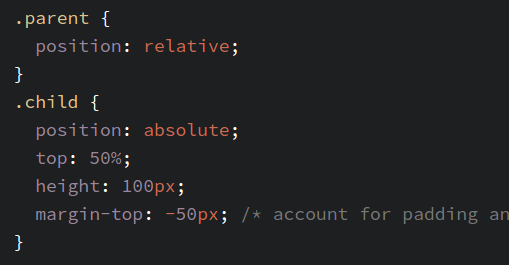 .parent {
  position: relative;
}
.child {
  position: absolute;
  top: 50%;
  height: 100px;
  margin-top: -50px; /* account for padding an
}